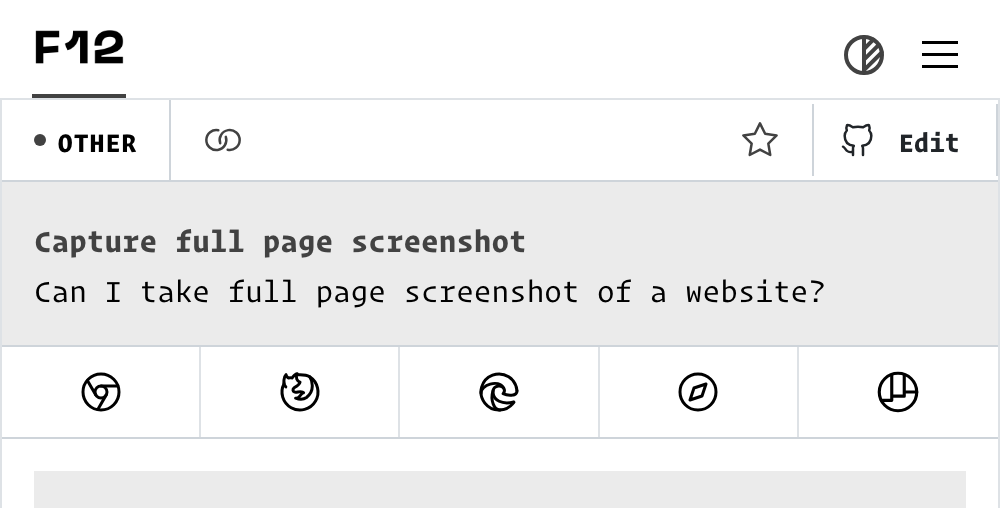 F12
OTHER
Edit
Capture full page screenshot
Can I take full page screenshot of a website?